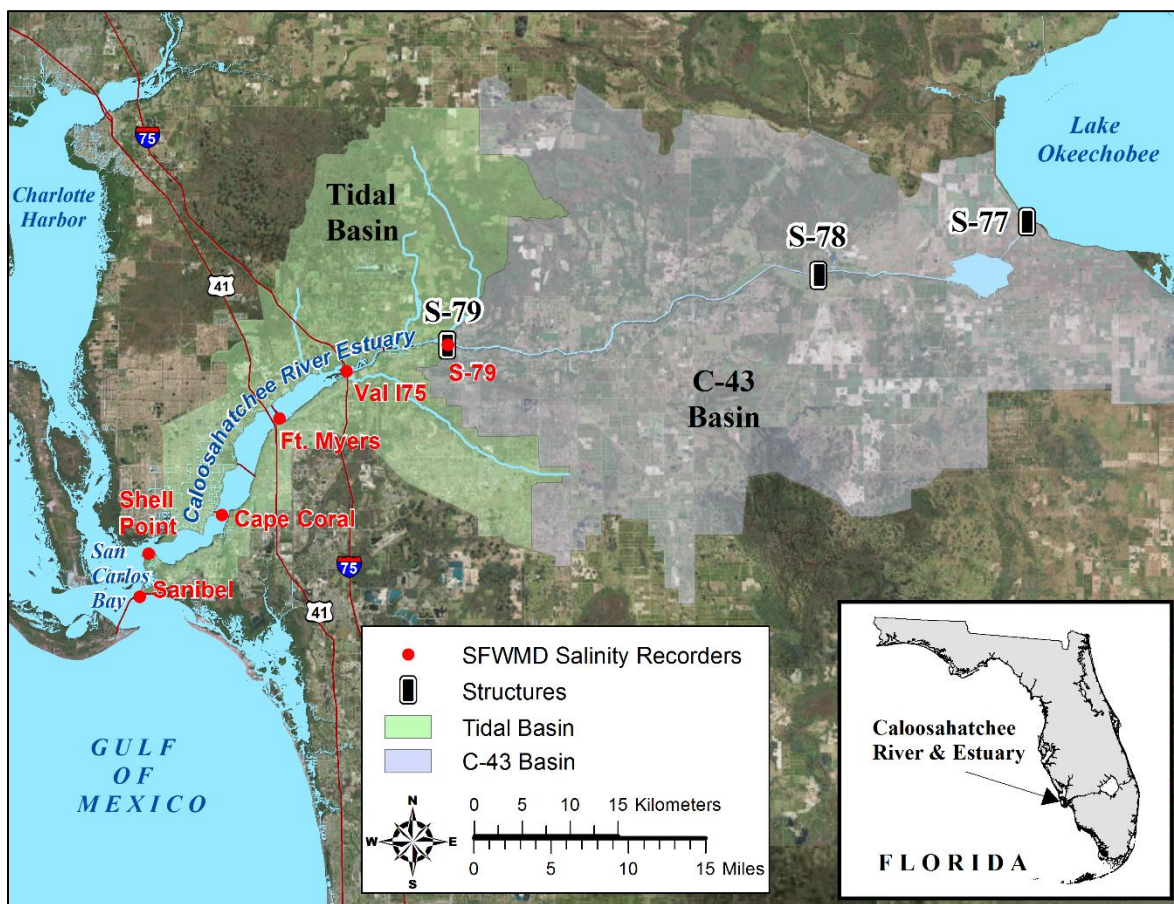 75
Lake
Okeechobee
Charlotte
Harbor
Tidal
Basin
S-77
S-78
41
S-79
S-79
Caloosahatchee River Estuary
Val I75
C-43
Basin
Ft. Myers
Shell
Point
Cape Coral
San
Carlos
Bay
Sanibel
75
41
GULF
OF
MEXICO
SFWMD Salinity Recorders
Structures
Tidal Basin
C-43 Basin
N
W
E
S
0 5 10 15 Kilometers
0 5 10 15 Miles
Caloosahatchee
River & Estuary
FLORIDA